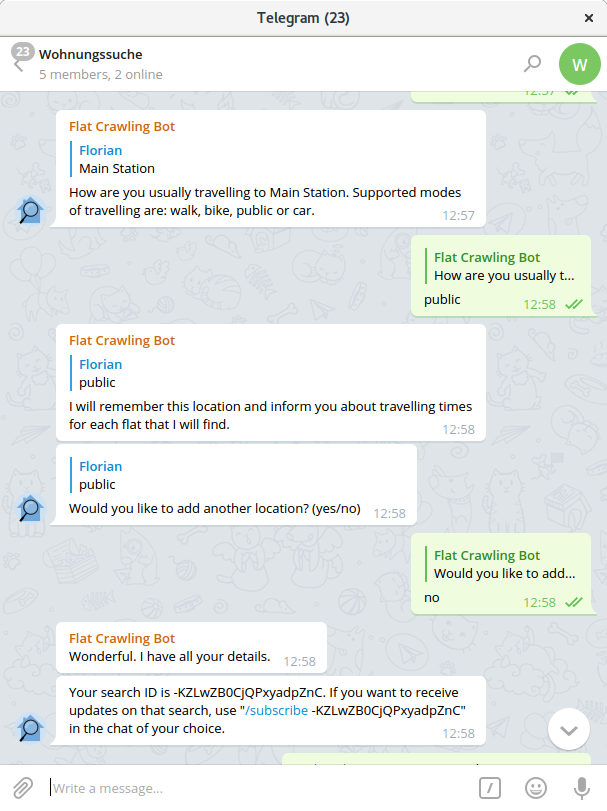 Telegram (23)
23
Wohnungssuche
5 members, 2 online
W
12:57
Flat Crawling Bot
Florian
Main Station
How are you usually travelling to Main Station. Supported modes
of travelling are: walk, bike, public or car.
12:57
Flat Crawling Bot
How are you usually t...
public
12:58
Flat Crawling Bot
Florian
public
I will remember this location and inform you about travelling times
for each flat that I will find.
12:58
Florian
public
Would you like to add another location? (yes/no)
12:58
Flat Crawling Bot
Would you like to add...
no
12:58
Flat Crawling Bot
Wonderful. I have all your details.
12:58
Your search ID is -KZLwZB0CjQPxyadpZnC. If you want to receive
updates on that search, use "/subscribe -KZLwZB0CjQPxyadpZnC"
in the chat of your choice.
12:58
Write a message...